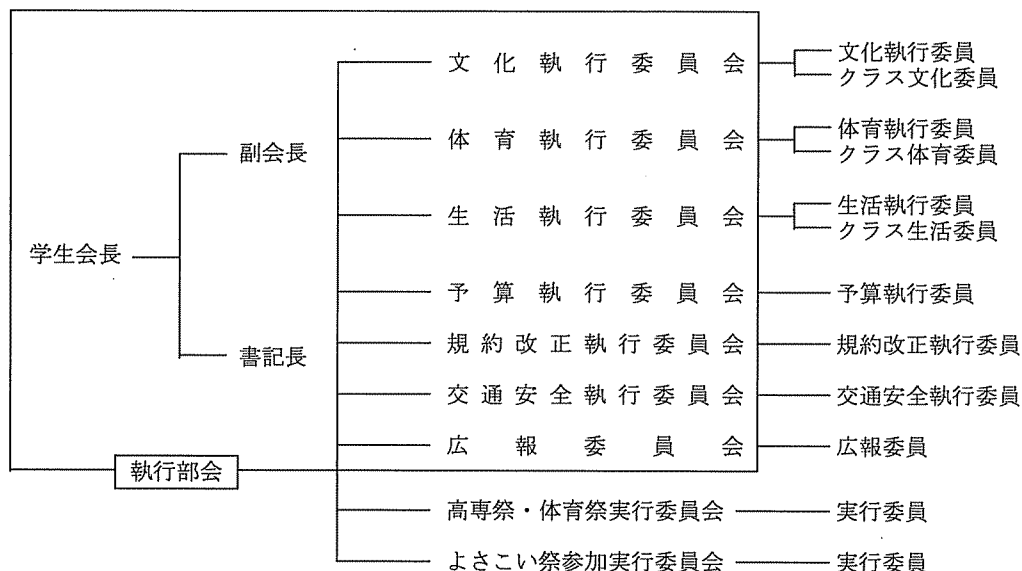 文化執行委員会
文化執行委員
クラス文化委員
体育執行委員会
体育執行委員
クラス体育委員
副会長
生活執行委員会
生活執行委員
クラス生活委員
学生会長
予算執行委員会
予算執行委員
規約改正執行委員会
規約改正執行委員
書記長
交通安全執行委員会
交通安全執行委員
広報委員会
広報委員
執行部会
高専祭・体育祭実行委員会
実行委員
よさこい祭参加実行委員会
実行委員